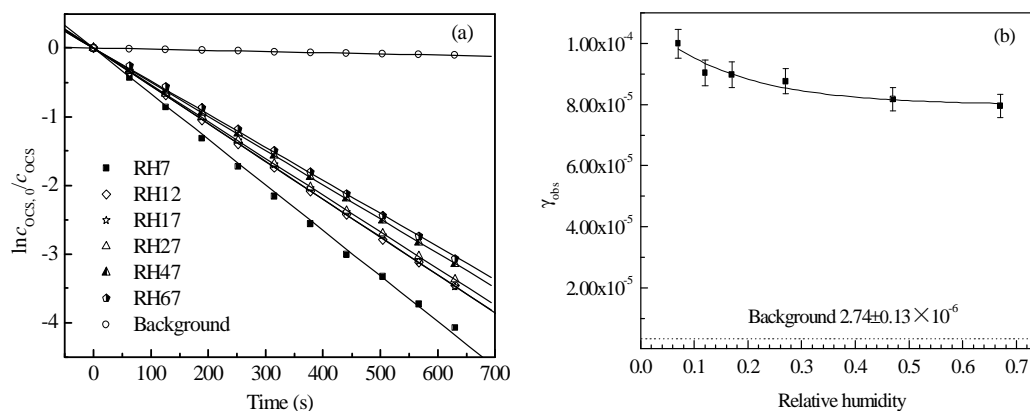 (a)
0
-1
-2
-3
-4
ln c_OCS, 0/c_OCS
RH7
RH12
RH17
RH27
RH47
RH67
Background
0 100 200 300 400 500 600 700
Time (s)
(b)
1.00x10^-4
8.00x10^-5
6.00x10^-5
4.00x10^-5
2.00x10^-5
γ_obs
Background 2.74±0.13×10^-6
0.0 0.1 0.2 0.3 0.4 0.5 0.6 0.7
Relative humidity